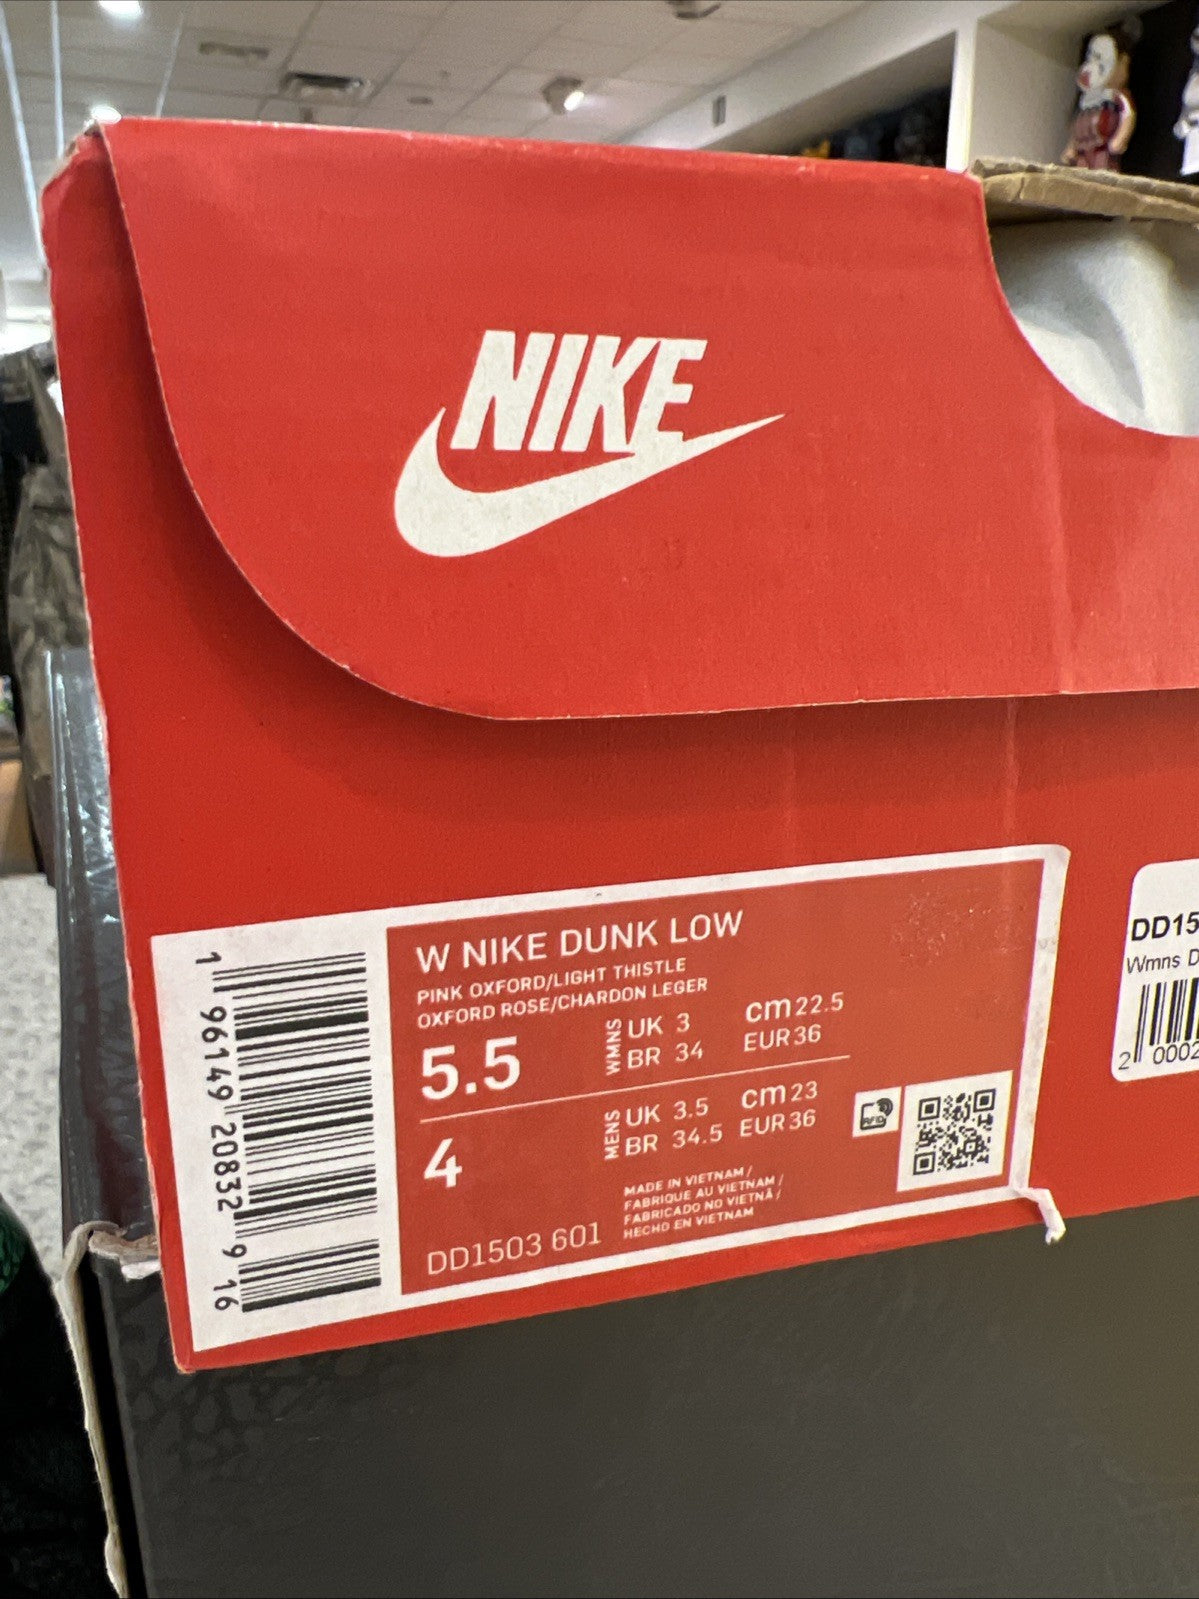 NIKE
W NIKE DUNK LOW
PINK OXFORD/LIGHT THISTLE
OXFORD ROSE/CHARDON LEGER
5.5
WMNS
UK 3
BR 34
cm 22.5
EUR 36
4
MENS
UK 3.5
BR 34.5
cm 23
EUR 36
RFID
MADE IN VIETNAM /
FABRIQUE AU VIETNAM /
FABRICADO NO VIETNÃ /
HECHO EN VIETNAM
DD1503 601
1 96149 20832 9 16
DD15
Wmns D
2 0002